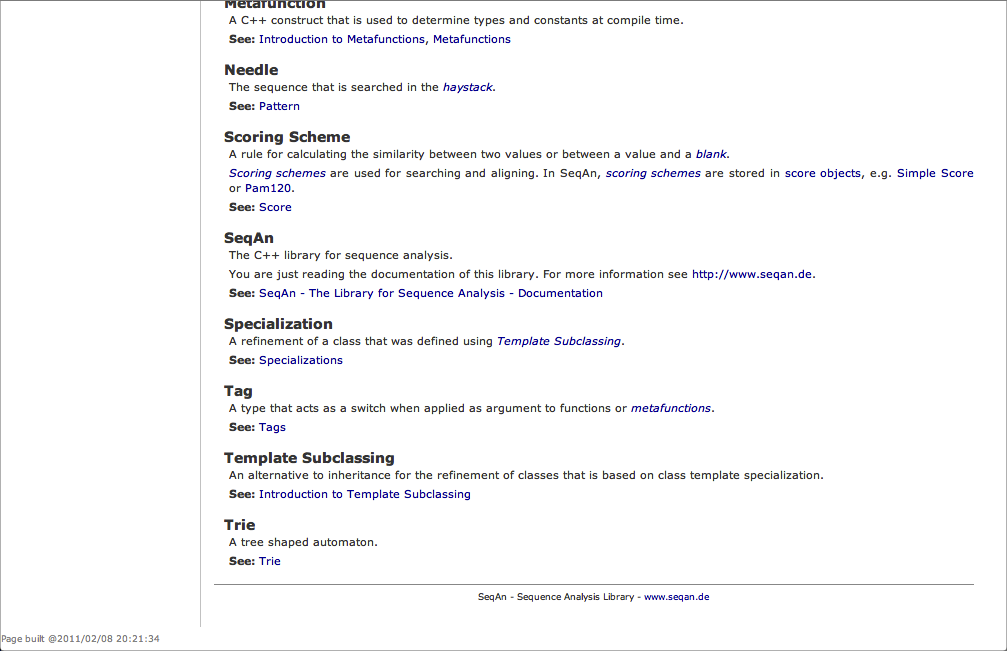 Metafunction
A C++ construct that is used to determine types and constants at compile time.
See: Introduction to Metafunctions, Metafunctions
Needle
The sequence that is searched in the haystack.
See: Pattern
Scoring Scheme
A rule for calculating the similarity between two values or between a value and a blank.
Scoring schemes are used for searching and aligning. In SeqAn, scoring schemes are stored in score objects, e.g. Simple Score
or Pam120.
See: Score
SeqAn
The C++ library for sequence analysis.
You are just reading the documentation of this library. For more information see http://www.seqan.de.
See: SeqAn - The Library for Sequence Analysis - Documentation
Specialization
A refinement of a class that was defined using Template Subclassing.
See: Specializations
Tag
A type that acts as a switch when applied as argument to functions or metafunctions.
See: Tags
Template Subclassing
An alternative to inheritance for the refinement of classes that is based on class template specialization.
See: Introduction to Template Subclassing
Trie
A tree shaped automaton.
See: Trie
SeqAn - Sequence Analysis Library - www.seqan.de
Page built @2011/02/08 20:21:34